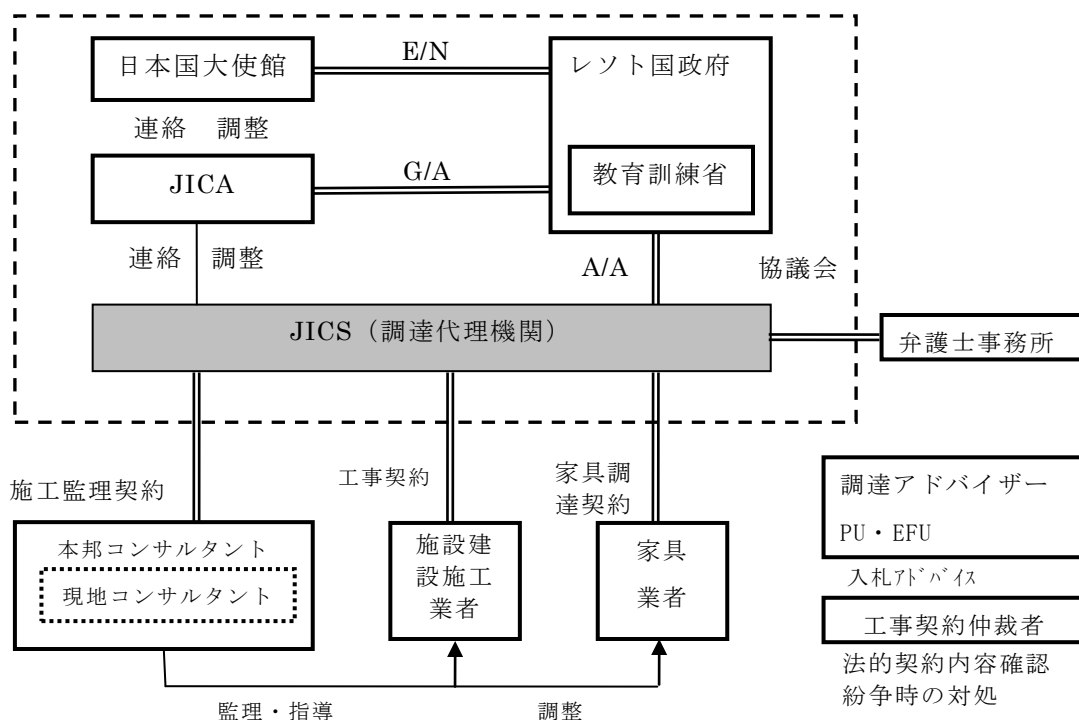 E/N
日本国大使館
レソト国政府
連絡 調整
G/A
JICA
教育訓練省
連絡 調整
A/A
協議会
JICS（調達代理機関）
弁護士事務所
施工監理契約
工事契約
家具調
達契約
本邦コンサルタント
現地コンサルタント
施設建
設施工
業者
家具
業者
調達アドバイザー
PU・EFU
入札ｱﾄﾞﾊﾞｲｽ
工事契約仲裁者
法的契約内容確認
紛争時の対処
監理・指導
調整